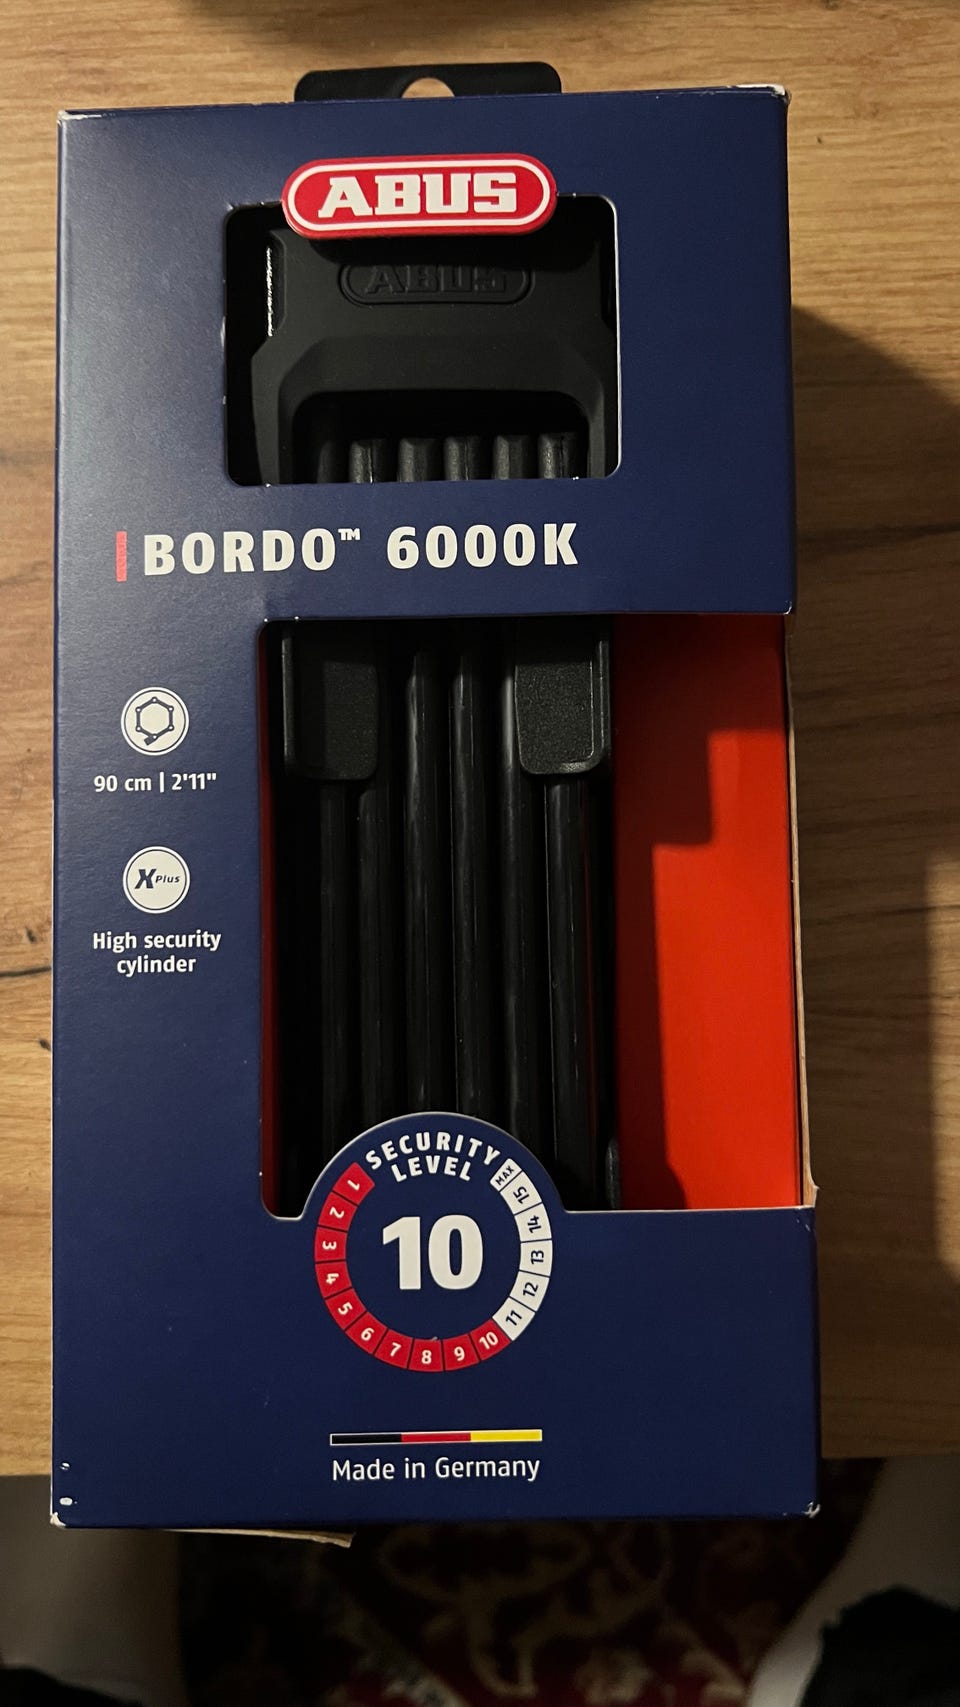 ABUS
ABUS
BORDO™ 6000K
90 cm | 2'11"
XPlus
High security
cylinder
SECURITY
LEVEL
10
1
2
3
4
5
6
7
8
9
10
11
12
13
14
15
MAX
Made in Germany